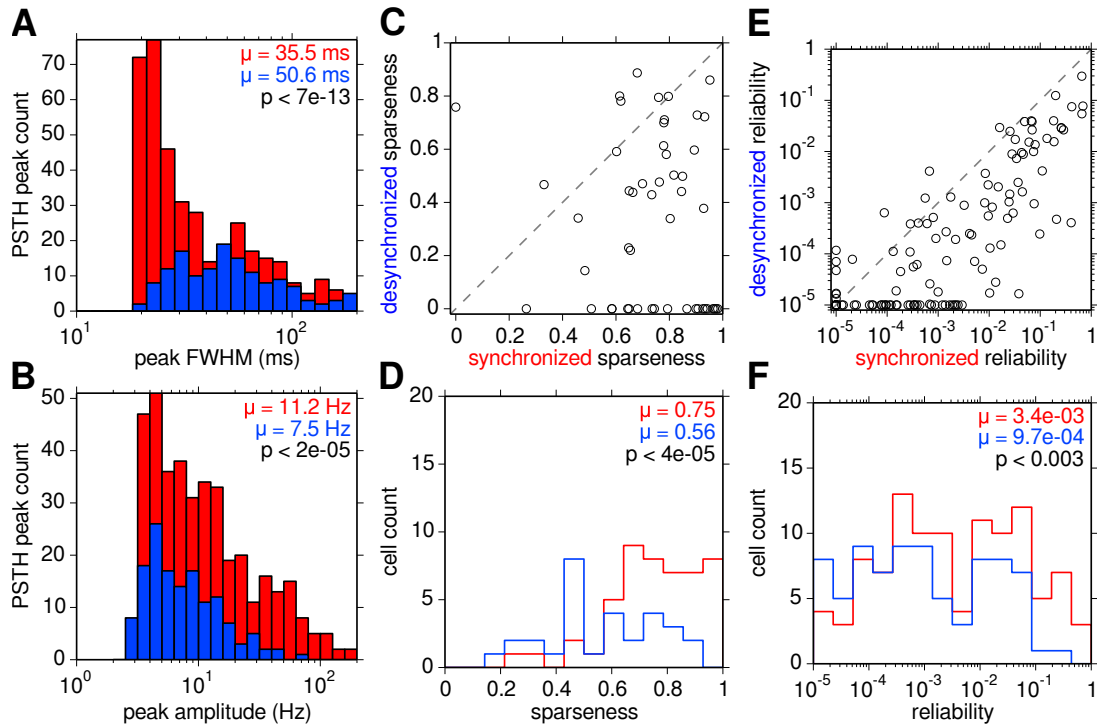 A
μ = 35.5 ms
μ = 50.6 ms
p < 7e-13
PSTH peak count
70
60
50
40
30
20
10
0
10^1
10^2
peak FWHM (ms)
B
μ = 11.2 Hz
μ = 7.5 Hz
p < 2e-05
PSTH peak count
50
40
30
20
10
0
10^0
10^1
10^2
peak amplitude (Hz)
C
desynchronized sparseness
1
0.8
0.6
0.4
0.2
0
0
0.2
0.4
0.6
0.8
1
synchronized sparseness
D
μ = 0.75
μ = 0.56
p < 4e-05
cell count
20
15
10
5
0
0
0.2
0.4
0.6
0.8
1
sparseness
E
desynchronized reliability
1
10^-1
10^-2
10^-3
10^-4
10^-5
10^-5
10^-4
10^-3
10^-2
10^-1
1
synchronized reliability
F
μ = 3.4e-03
μ = 9.7e-04
p < 0.003
cell count
20
15
10
5
0
10^-5
10^-4
10^-3
10^-2
10^-1
1
reliability